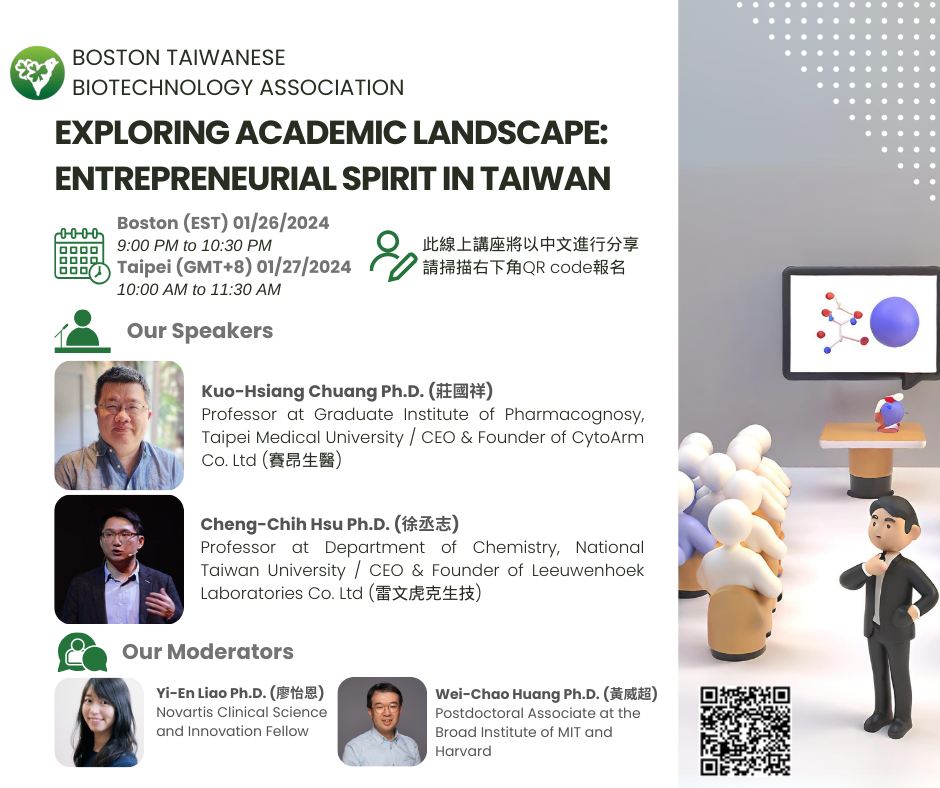 BOSTON TAIWANESE
BIOTECHNOLOGY ASSOCIATION
EXPLORING ACADEMIC LANDSCAPE:
ENTREPRENEURIAL SPIRIT IN TAIWAN
Boston (EST) 01/26/2024
9:00 PM to 10:30 PM
Taipei (GMT+8) 01/27/2024
10:00 AM to 11:30 AM
此線上講座將以中文進行分享
請掃描右下角QR code報名
Our Speakers
Kuo-Hsiang Chuang Ph.D. (莊國祥)
Professor at Graduate Institute of Pharmacognosy,
Taipei Medical University / CEO & Founder of CytoArm
Co. Ltd (賽昂生醫)
Cheng-Chih Hsu Ph.D. (徐丞志)
Professor at Department of Chemistry, National
Taiwan University / CEO & Founder of Leeuwenhoek
Laboratories Co. Ltd (雷文虎克生技)
Our Moderators
Yi-En Liao Ph.D. (廖怡恩)
Novartis Clinical Science
and Innovation Fellow
Wei-Chao Huang Ph.D. (黃威超)
Postdoctoral Associate at the
Broad Institute of MIT and
Harvard